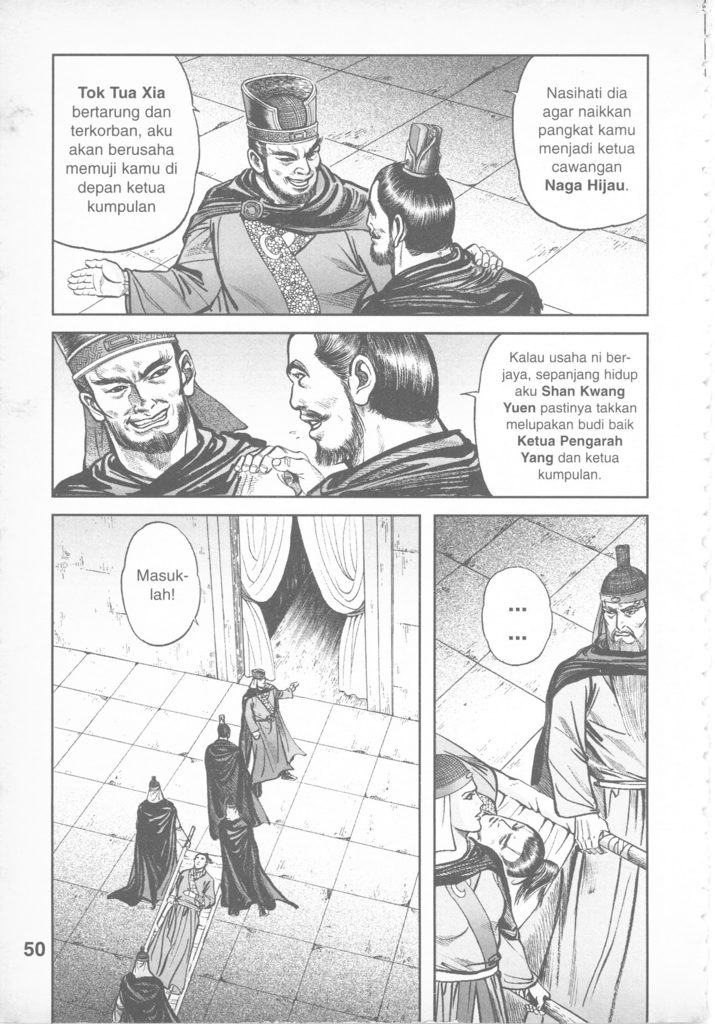 Tok Tua Xia
bertarung dan
terkorban, aku
akan berusaha
memuji kamu di
depan ketua
kumpulan
Nasihati dia
agar naikkan
pangkat kamu
menjadi ketua
cawangan
Naga Hijau.
Kalau usaha ni ber-
jaya, sepanjang hidup
aku Shan Kwang
Yuen pastinya takkan
melupakan budi baik
Ketua Pengarah
Yang dan ketua
kumpulan.
Masuk-
lah!
...
...
50